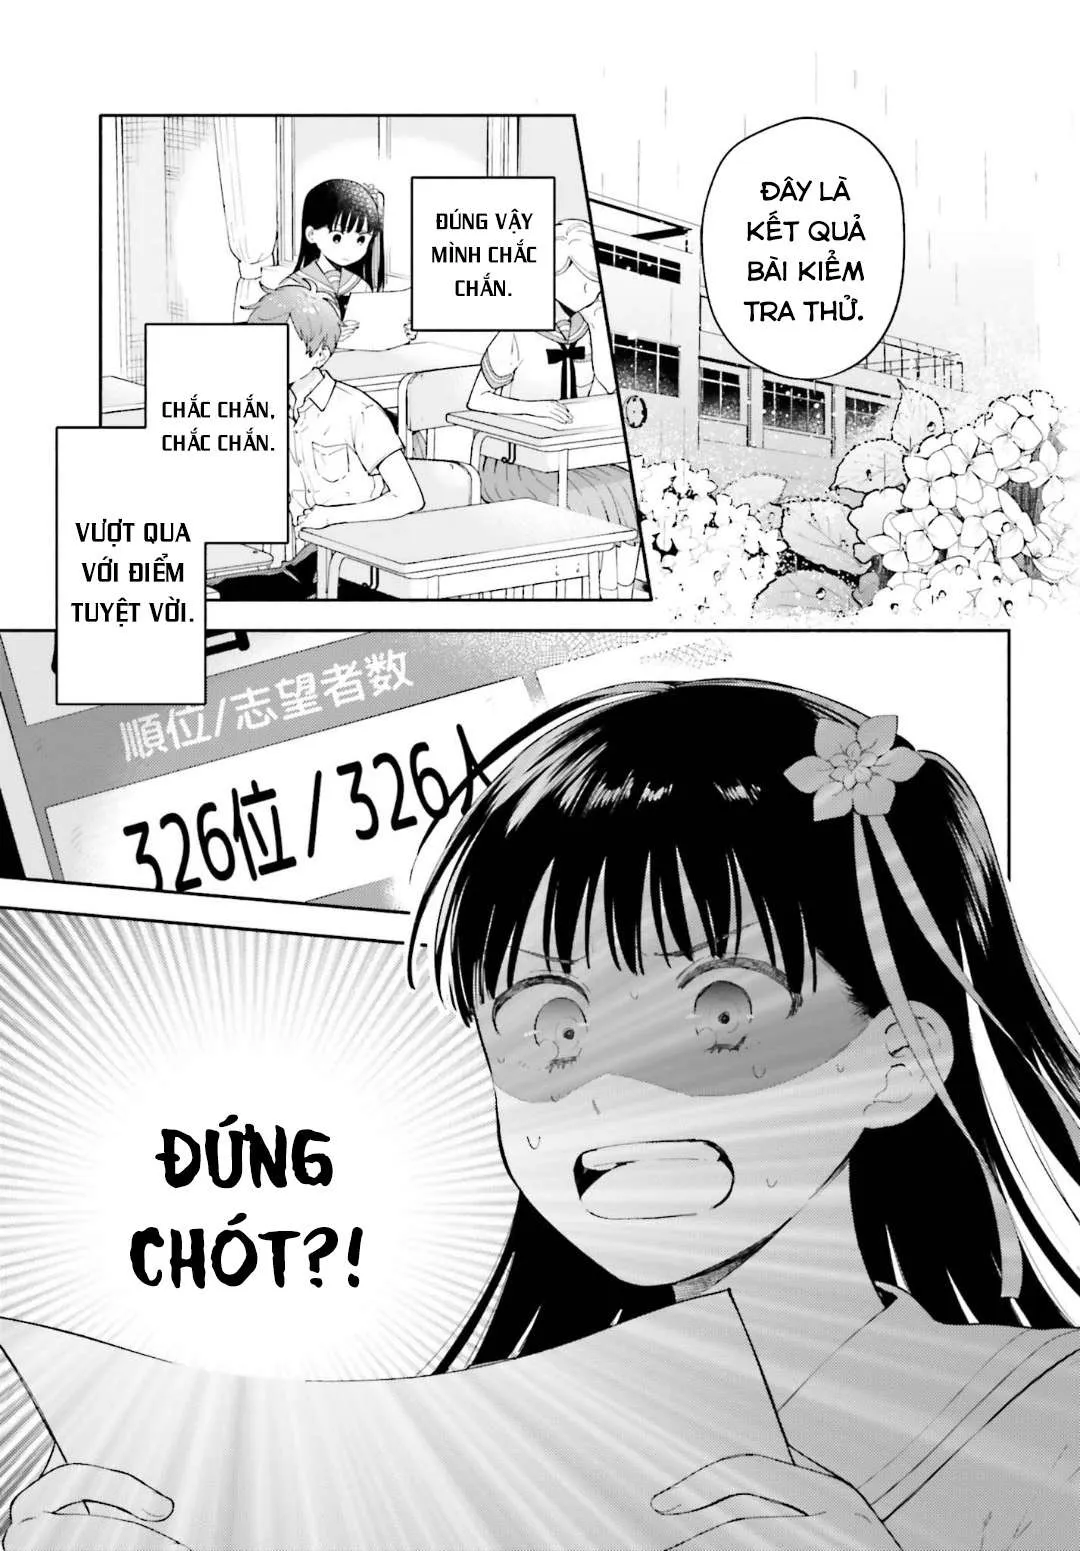 ĐÂY LÀ
KẾT QUẢ
BÀI KIỂM
TRA THỬ.
ĐÚNG VẬY
MÌNH CHẮC
CHẮN.
CHẮC CHẮN,
CHẮC CHẮN.
VƯỢT QUA
VỚI ĐIỂM
TUYỆT VỜI.
順位/志望者数
326位/326人
ĐỨNG
CHÓT?!